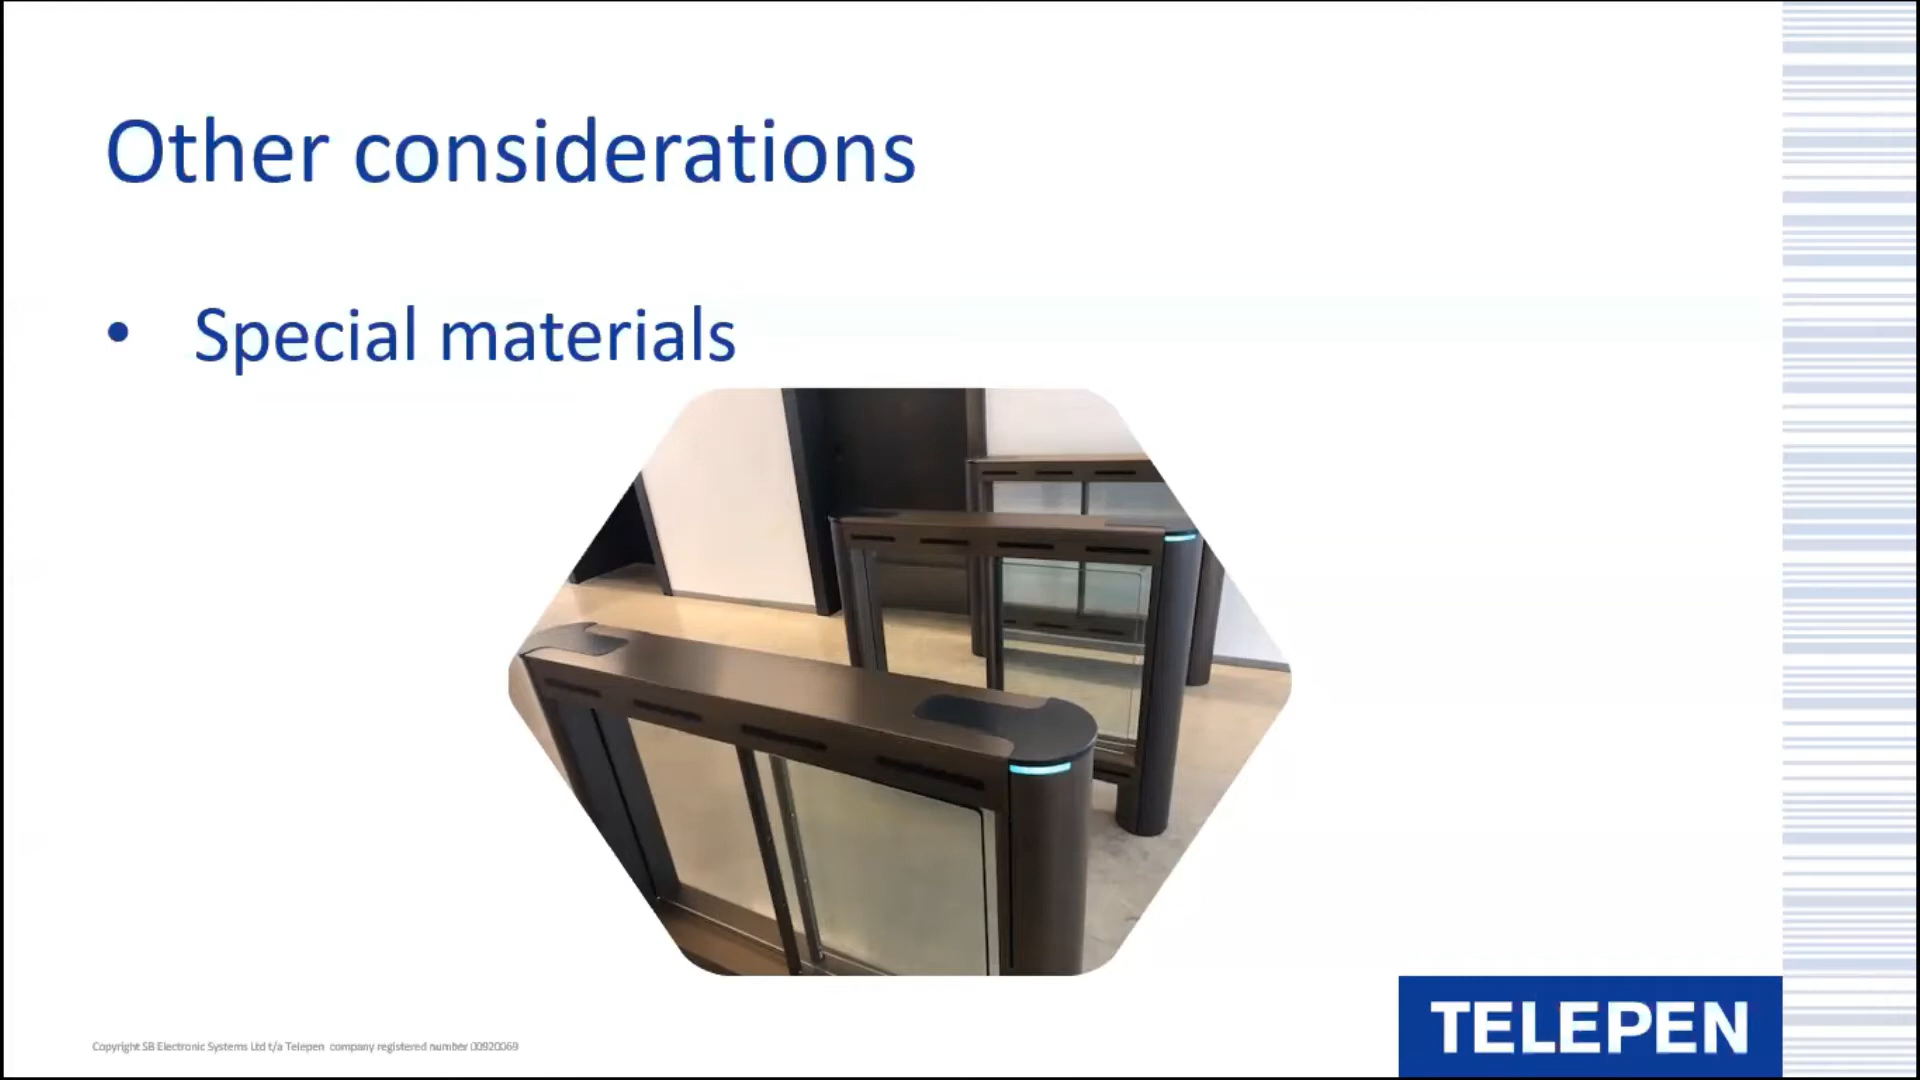 Other considerations
• Special materials
TELEPEN
Copyright SB Electronic Systems Ltd t/a Telepen company registered number 00920069